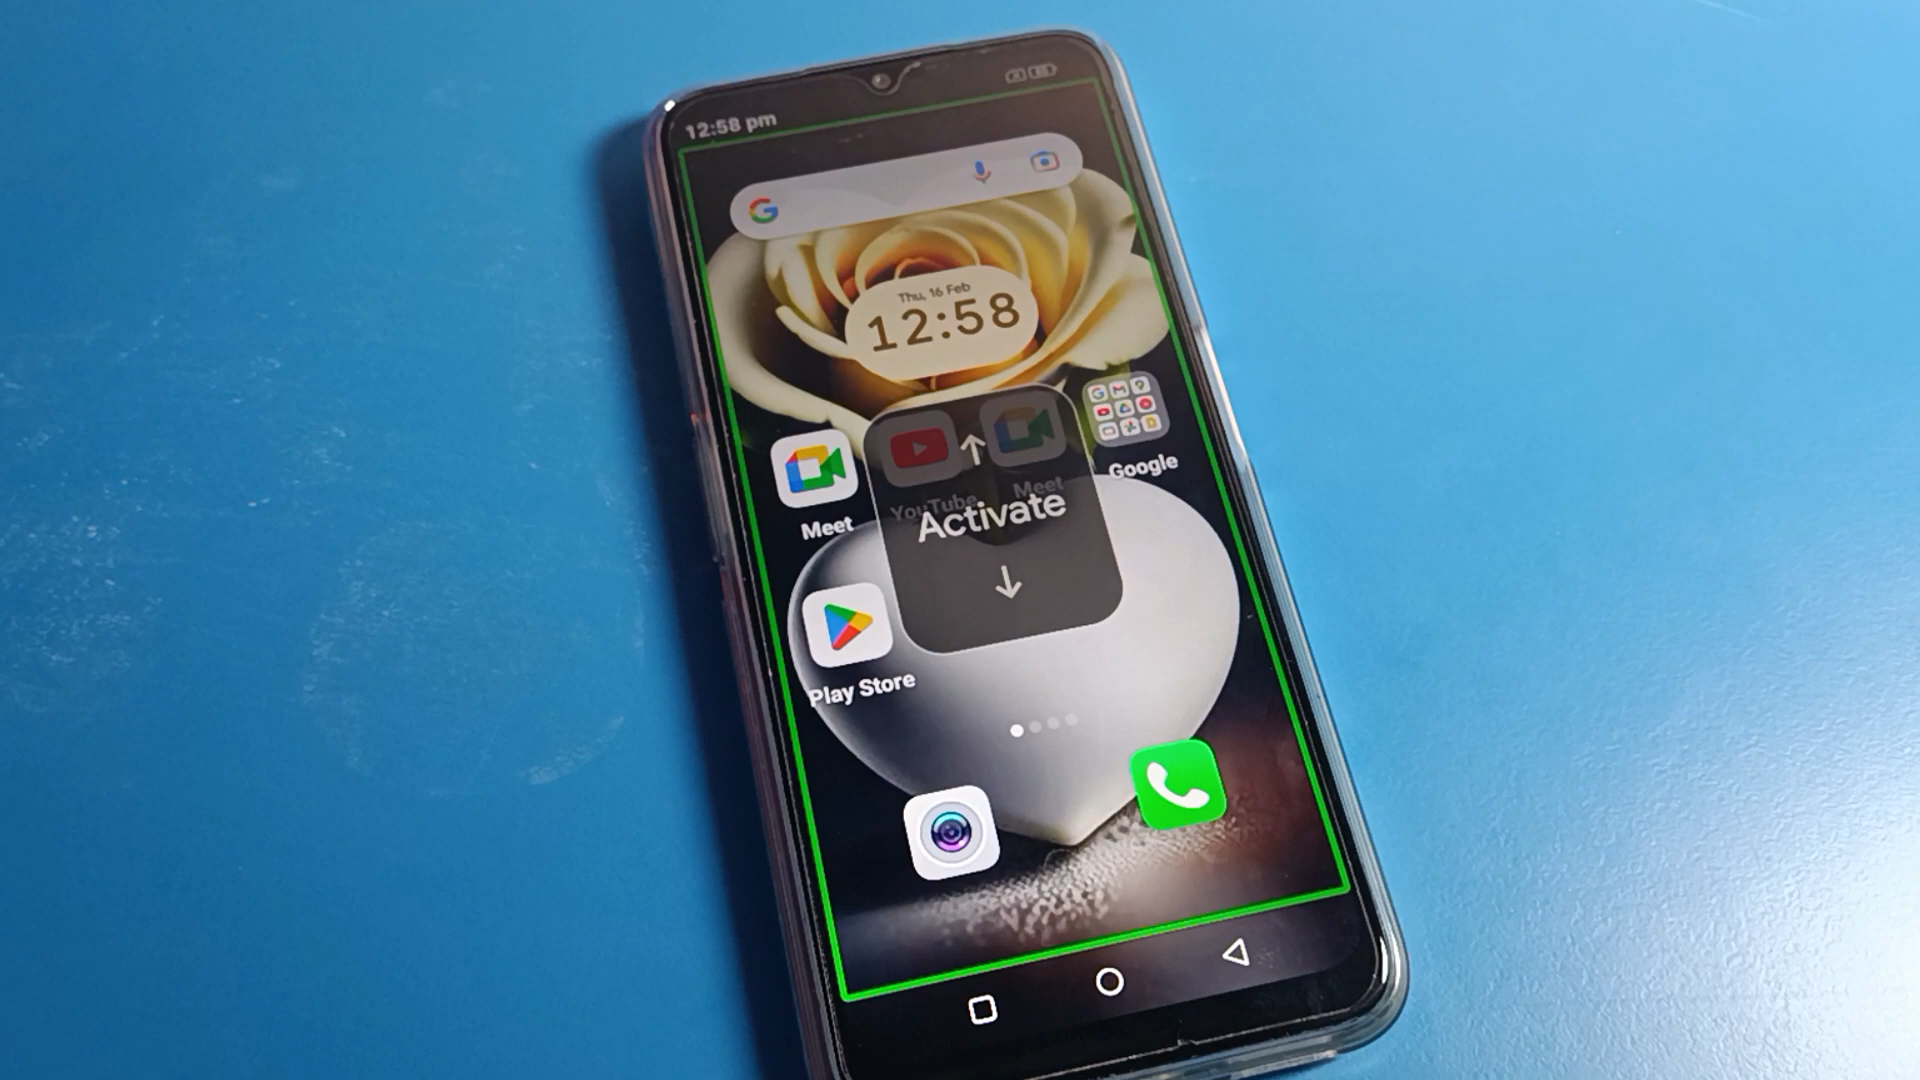 12:58 pm
Thu, 16 Feb
12:58
YouTube
Meet
Google
Meet
Activate
Play Store